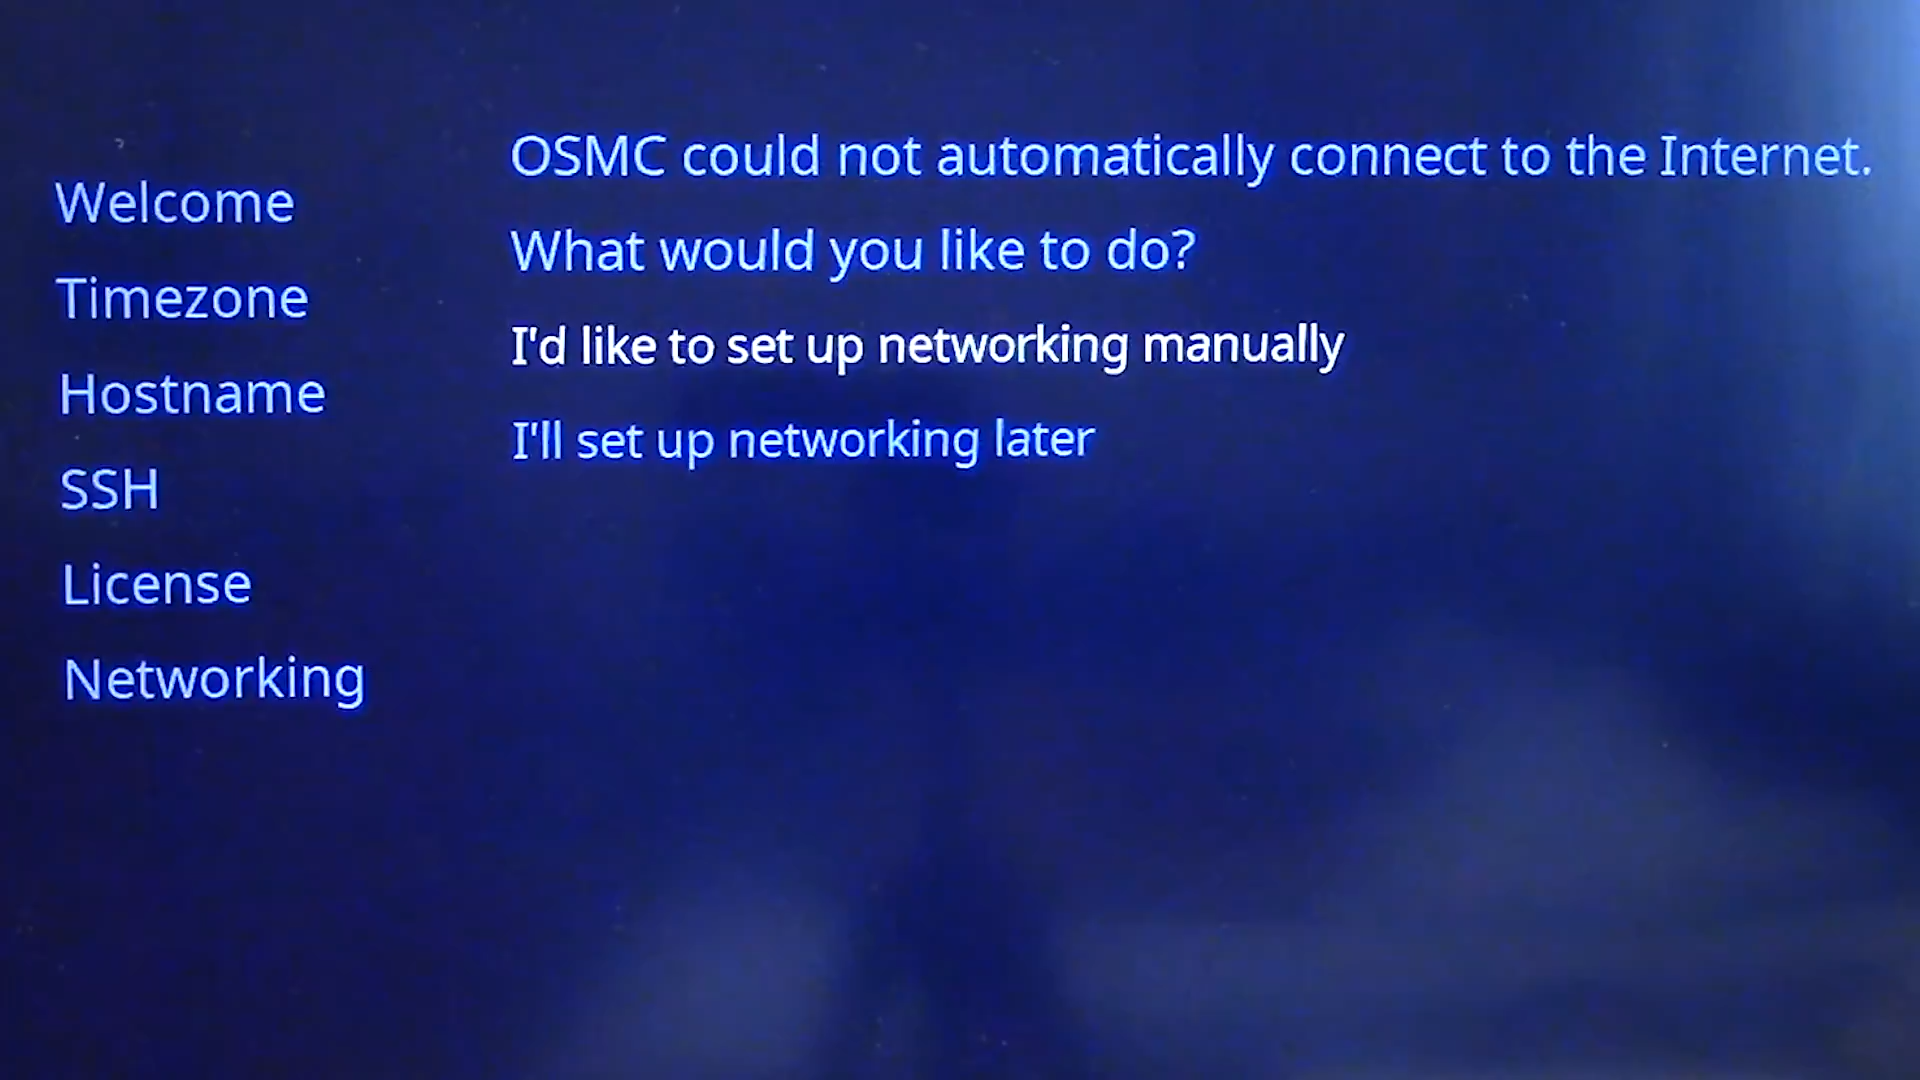 Welcome
Timezone
Hostname
SSH
License
Networking
OSMC could not automatically connect to the Internet.
What would you like to do?
I'd like to set up networking manually
I'll set up networking later